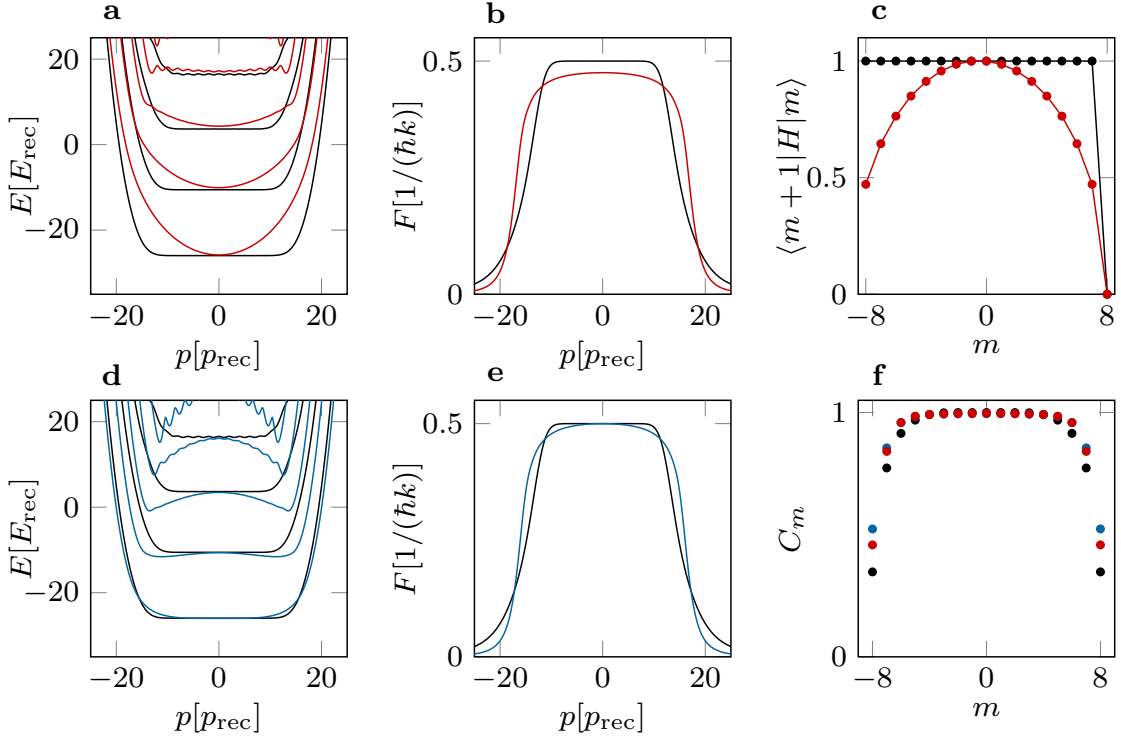 a
20
0
−20
E[E_rec]
−20
0
20
p[p_rec]
b
0.5
0
F[1/(ħk)]
−20
0
20
p[p_rec]
c
1
0.5
0
⟨m + 1|H|m⟩
−8
0
8
m
d
20
0
−20
E[E_rec]
−20
0
20
p[p_rec]
e
0.5
0
F[1/(ħk)]
−20
0
20
p[p_rec]
f
1
0
C_m
−8
0
8
m